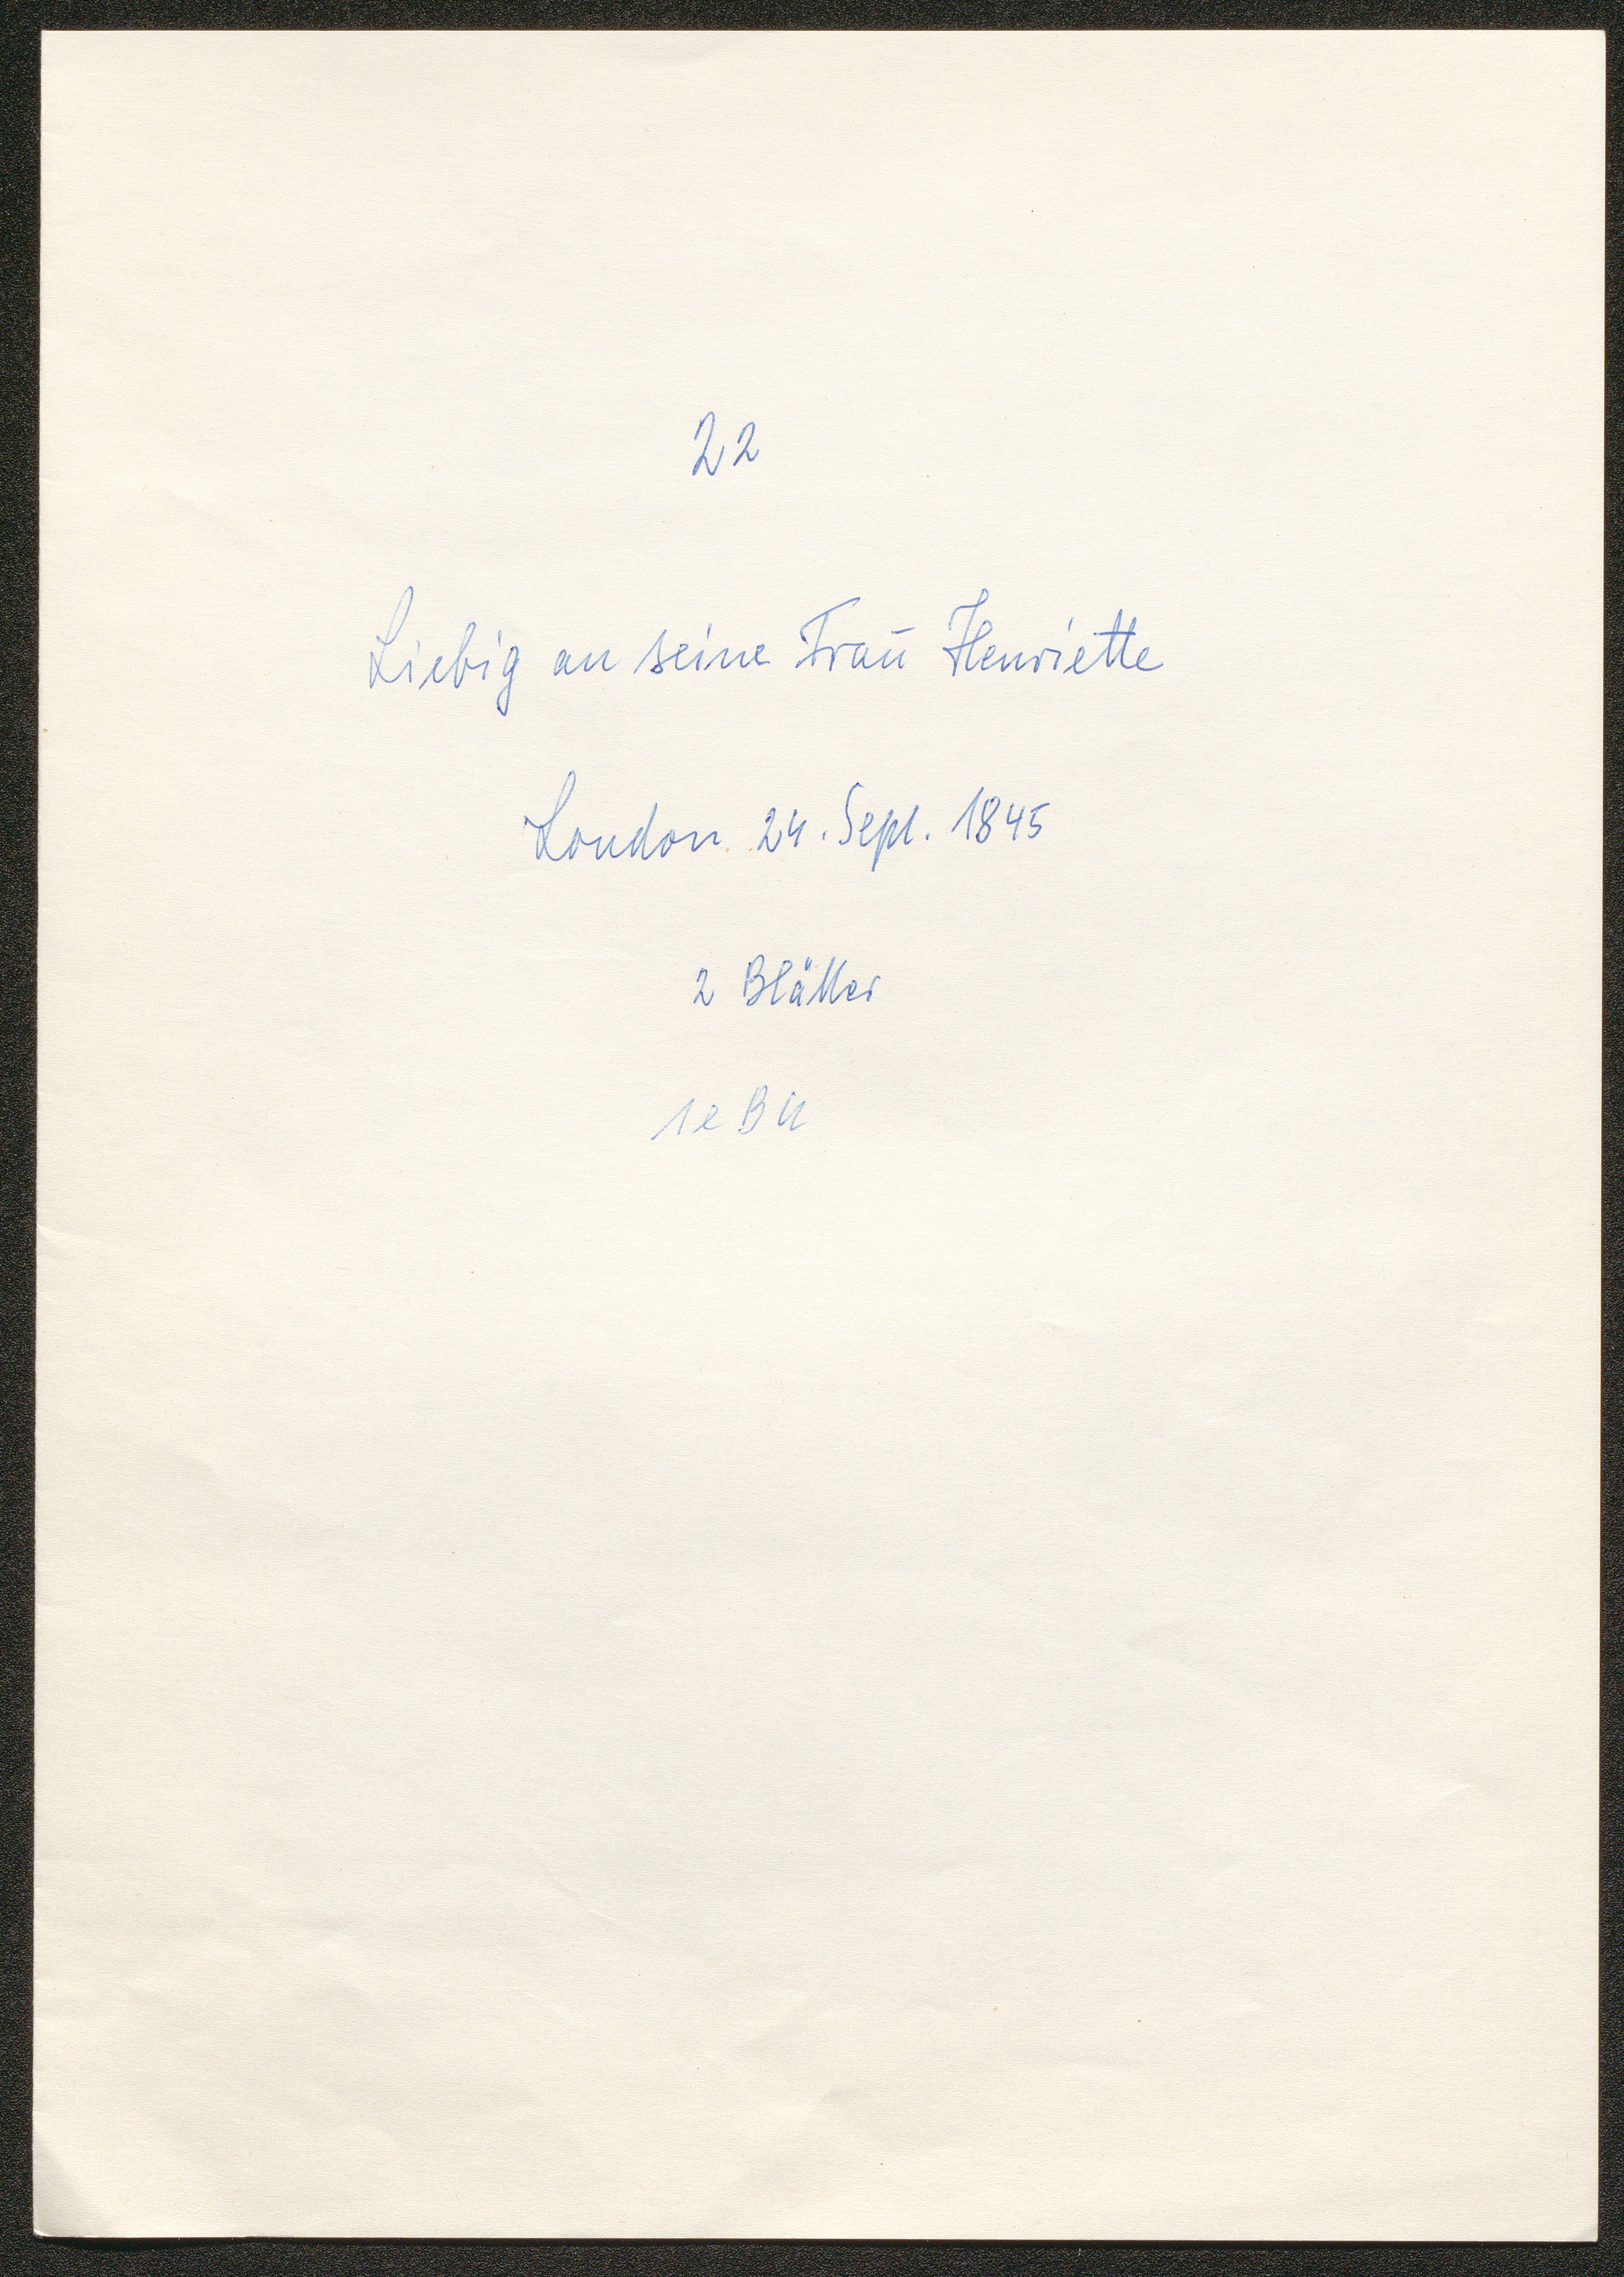 22
Liebig an seine Frau Henriette
London 24. Sept. 1845
2 Blätter